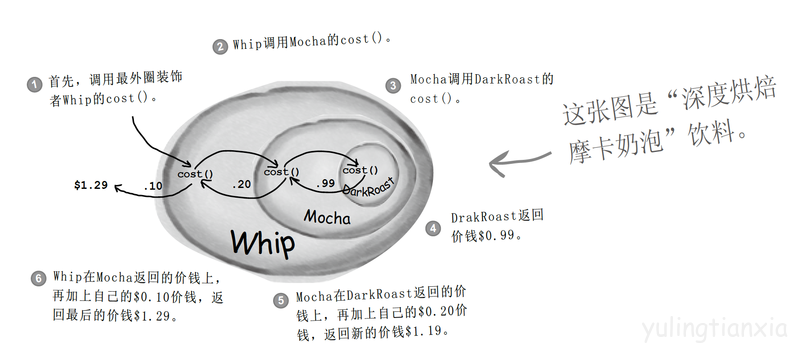 2 Whip调用Mocha的cost()。
1 首先，调用最外圈装饰
者Whip的cost()。
3 Mocha调用DarkRoast的
cost()。
这张图是“深度烘焙
摩卡奶泡”饮料。
$1.29
.10
cost()
.20
cost()
.99
cost()
DarkRoast
Mocha
Whip
4 DrakRoast返回
价钱$0.99。
6 Whip在Mocha返回的价钱上，
再加上自己的$0.10价钱，返
回最后的价钱$1.29。
5 Mocha在DarkRoast返回的价
钱上，再加上自己的$0.20价
钱，返回新的价钱$1.19。
yulingtianxia